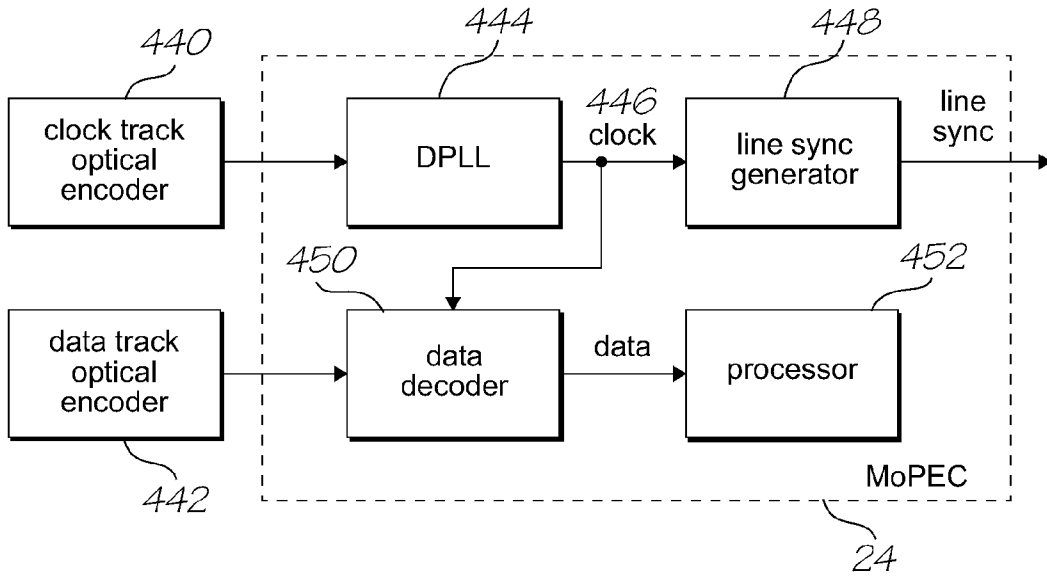 440
444
448
clock track
optical
encoder
DPLL
446
clock
line sync
generator
line
sync
450
452
data track
optical
encoder
data
decoder
data
processor
442
MoPEC
24